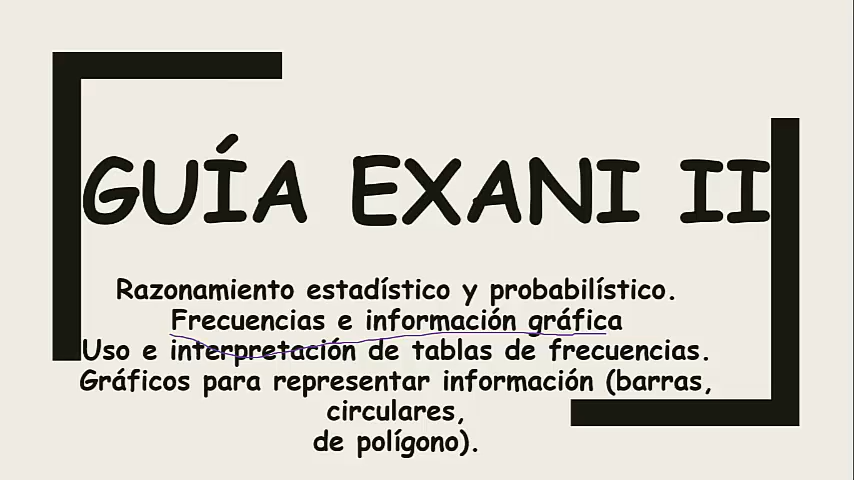 GUÍA EXANI II
Razonamiento estadístico y probabilístico.
Frecuencias e información gráfica
Uso e interpretación de tablas de frecuencias.
Gráficos para representar información (barras,
circulares,
de polígono).